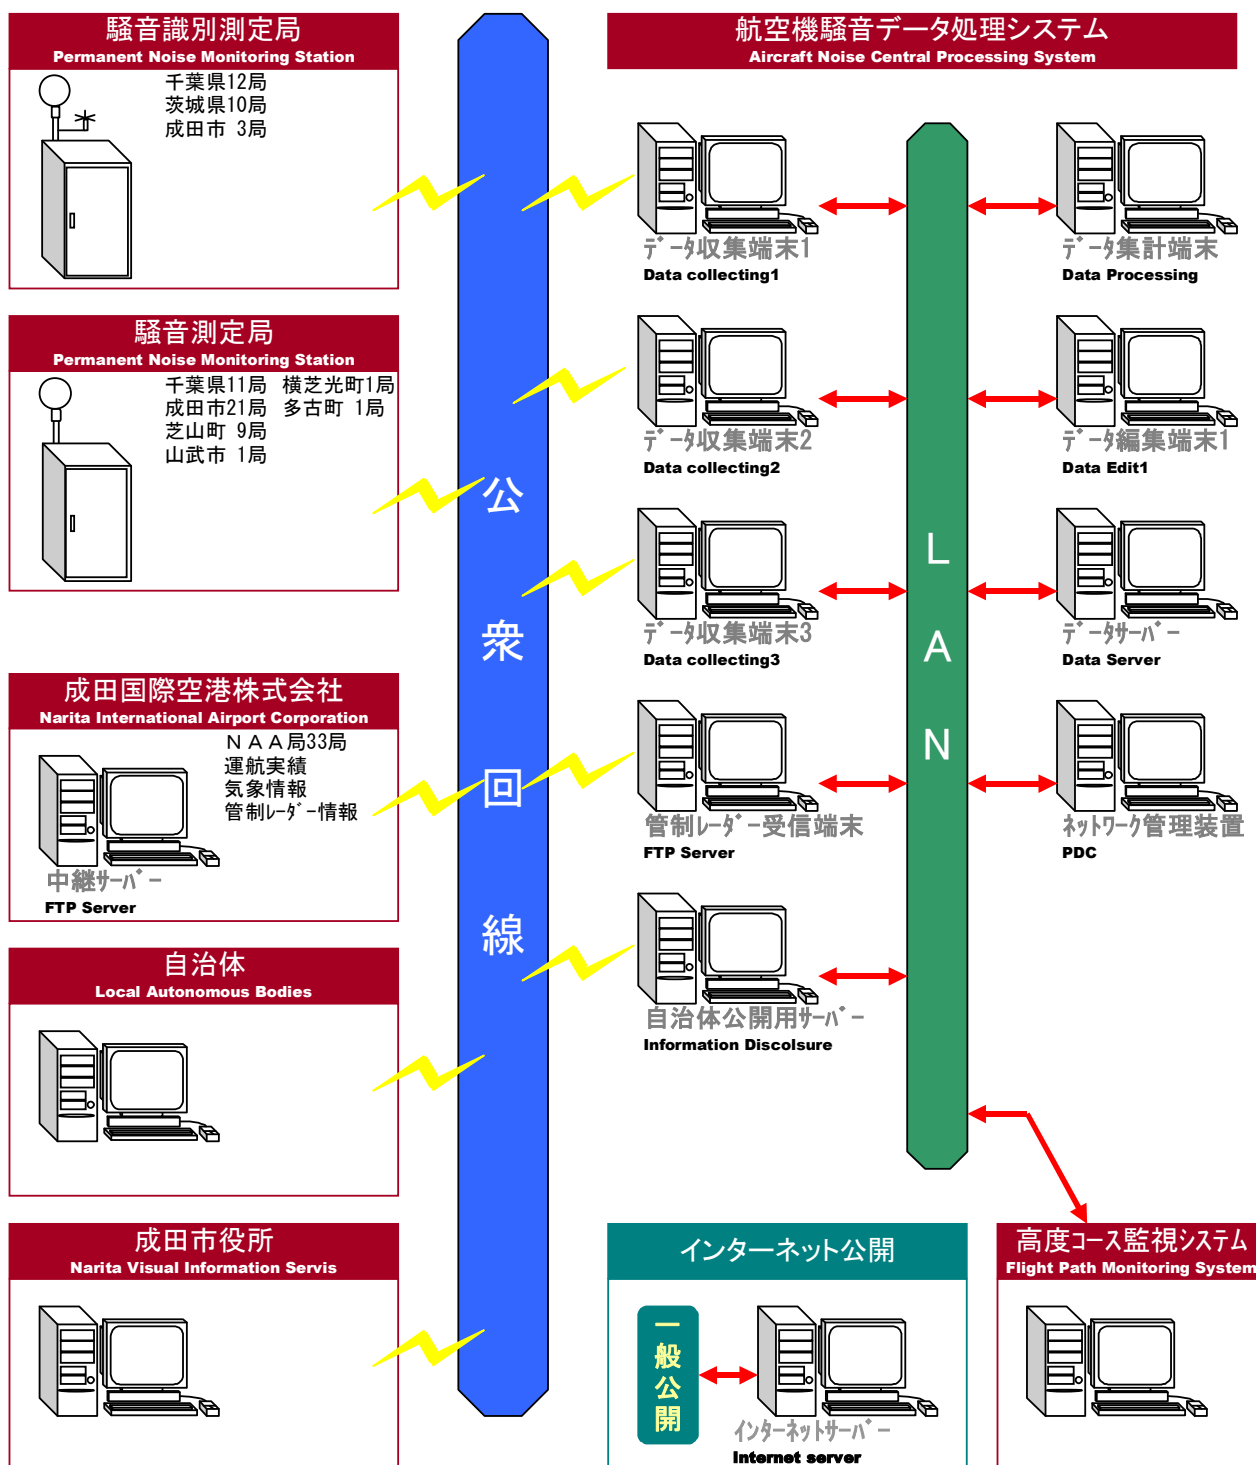 騒音識別測定局
Permanent Noise Monitoring Station
千葉県12局
茨城県10局
成田市 3局
騒音測定局
Permanent Noise Monitoring Station
千葉県11局 横芝光町1局
成田市21局 多古町 1局
芝山町 9局
山武市 1局
成田国際空港株式会社
Narita International Airport Corporation
ＮＡＡ局33局
運航実績
気象情報
管制ﾚｰﾀﾞｰ情報
中継ｻｰﾊﾞｰ
FTP Server
自治体
Local Autonomous Bodies
成田市役所
Narita Visual Information Servis
公衆回線
航空機騒音データ処理システム
Aircraft Noise Central Processing System
ﾃﾞｰﾀ収集端末1
Data collecting1
ﾃﾞｰﾀ収集端末2
Data collecting2
ﾃﾞｰﾀ収集端末3
Data collecting3
管制ﾚｰﾀﾞｰ受信端末
FTP Server
自治体公開用ｻｰﾊﾞｰ
Information Discolsure
LAN
ﾃﾞｰﾀ集計端末
Data Processing
ﾃﾞｰﾀ編集端末1
Data Edit1
ﾃﾞｰﾀｻｰﾊﾞｰ
Data Server
ﾈｯﾄﾜｰｸ管理装置
PDC
インターネット公開
一般公開
ｲﾝﾀｰﾈｯﾄｻｰﾊﾞｰ
Internet server
高度ｺｰｽ監視ｼｽﾃﾑ
Flight Path Monitoring System